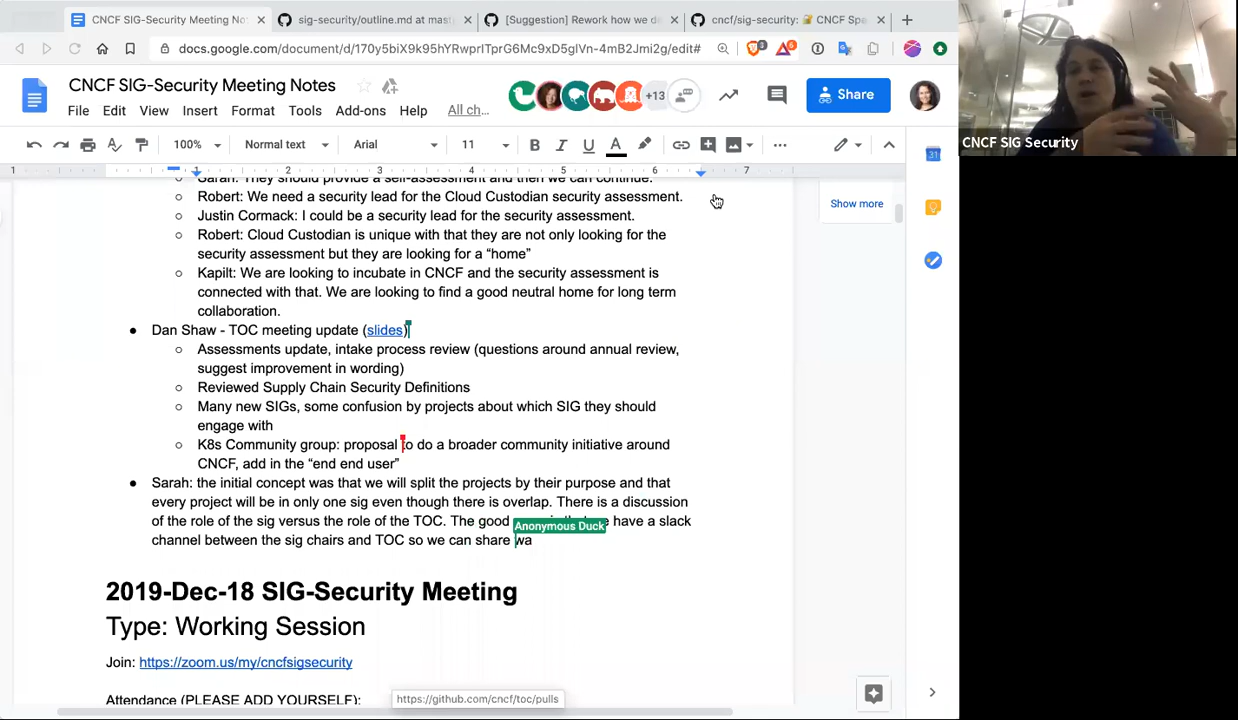 CNCF SIG-Security Meeting No
sig-security/outline.md at mas
[Suggestion] Rework how we d
cncf/sig-security: CNCF Spe
docs.google.com/document/d/170y5biX9k95hYRwprITprG6Mc9xD5glVn-4mB2Jmi2g/edit#
CNCF SIG-Security Meeting Notes
+13
Share
File Edit View Insert Format Tools Add-ons Help All ch...
100% Normal text Arial 11 B I U A
1 1 2 3 4 5 6 7
Sarah: They should provide a self-assessment and then we can continue.
Robert: We need a security lead for the Cloud Custodian security assessment.
Justin Cormack: I could be a security lead for the security assessment.
Robert: Cloud Custodian is unique with that they are not only looking for the
security assessment but they are looking for a “home”
Kapilt: We are looking to incubate in CNCF and the security assessment is
connected with that. We are looking to find a good neutral home for long term
collaboration.
Dan Shaw - TOC meeting update (slides)
Assessments update, intake process review (questions around annual review,
suggest improvement in wording)
Reviewed Supply Chain Security Definitions
Many new SIGs, some confusion by projects about which SIG they should
engage with
K8s Community group: proposal to do a broader community initiative around
CNCF, add in the “end end user”
Sarah: the initial concept was that we will split the projects by their purpose and that
every project will be in only one sig even though there is overlap. There is a discussion
of the role of the sig versus the role of the TOC. The good have a slack
Anonymous Duck
channel between the sig chairs and TOC so we can share wa
2019-Dec-18 SIG-Security Meeting
Type: Working Session
Join: https://zoom.us/my/cncfsigsecurity
Attendance (PLEASE ADD YOURSELF):
https://github.com/cncf/toc/pulls
Show more
31
CNCF SIG Security